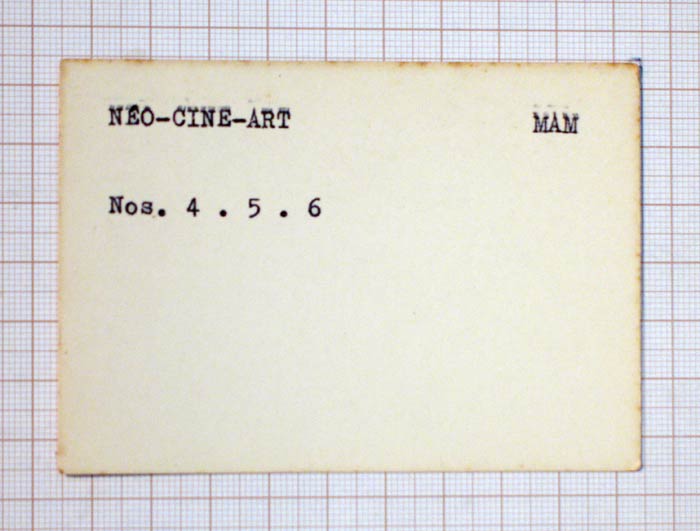 NÉO-CINE-ART MAM
Nos. 4 . 5 . 6